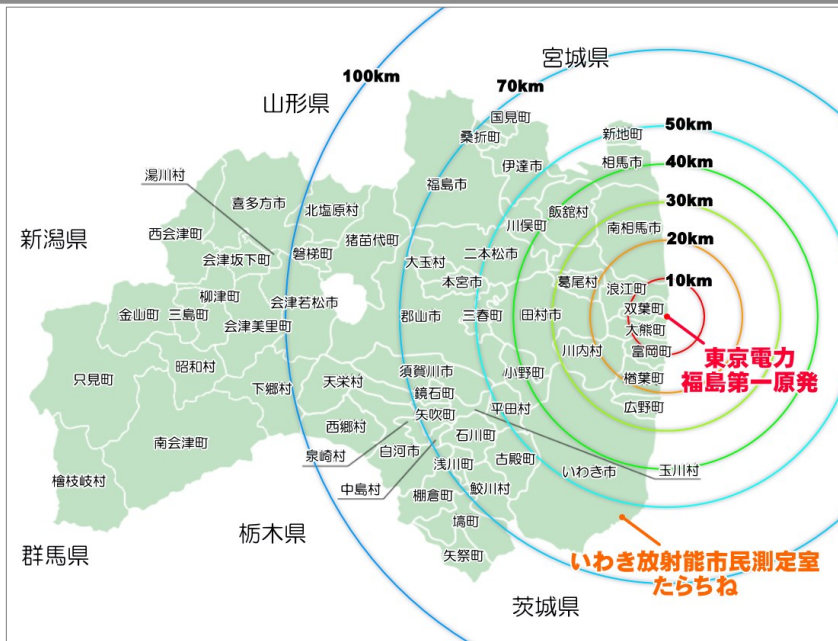 宮城県
100km
70km
山形県
国見町
桑折町
新地町
50km
伊達市
相馬市
40km
湯川村
福島市
喜多方市
北塩原村
飯舘村
30km
川俣町
南相馬市
西会津町
猪苗代町
新潟県
20km
磐梯町
二本松市
会津坂下町
大玉村
葛尾村
10km
本宮市
浪江町
柳津町
会津若松市
双葉町
金山町
三島町
郡山市
三春町
田村市
会津美里町
大熊町
川内村
富岡町
東京電力
福島第一原発
昭和村
須賀川市
小野町
只見町
下郷村
天栄村
楢葉町
鏡石町
広野町
矢吹町
平田村
西郷村
石川町
南会津町
泉崎村
白河市
浅川町
古殿町
いわき市
玉川村
檜枝岐村
中島村
棚倉町
鮫川村
塙町
栃木県
群馬県
矢祭町
いわき放射能市民測定室
たらちね
茨城県